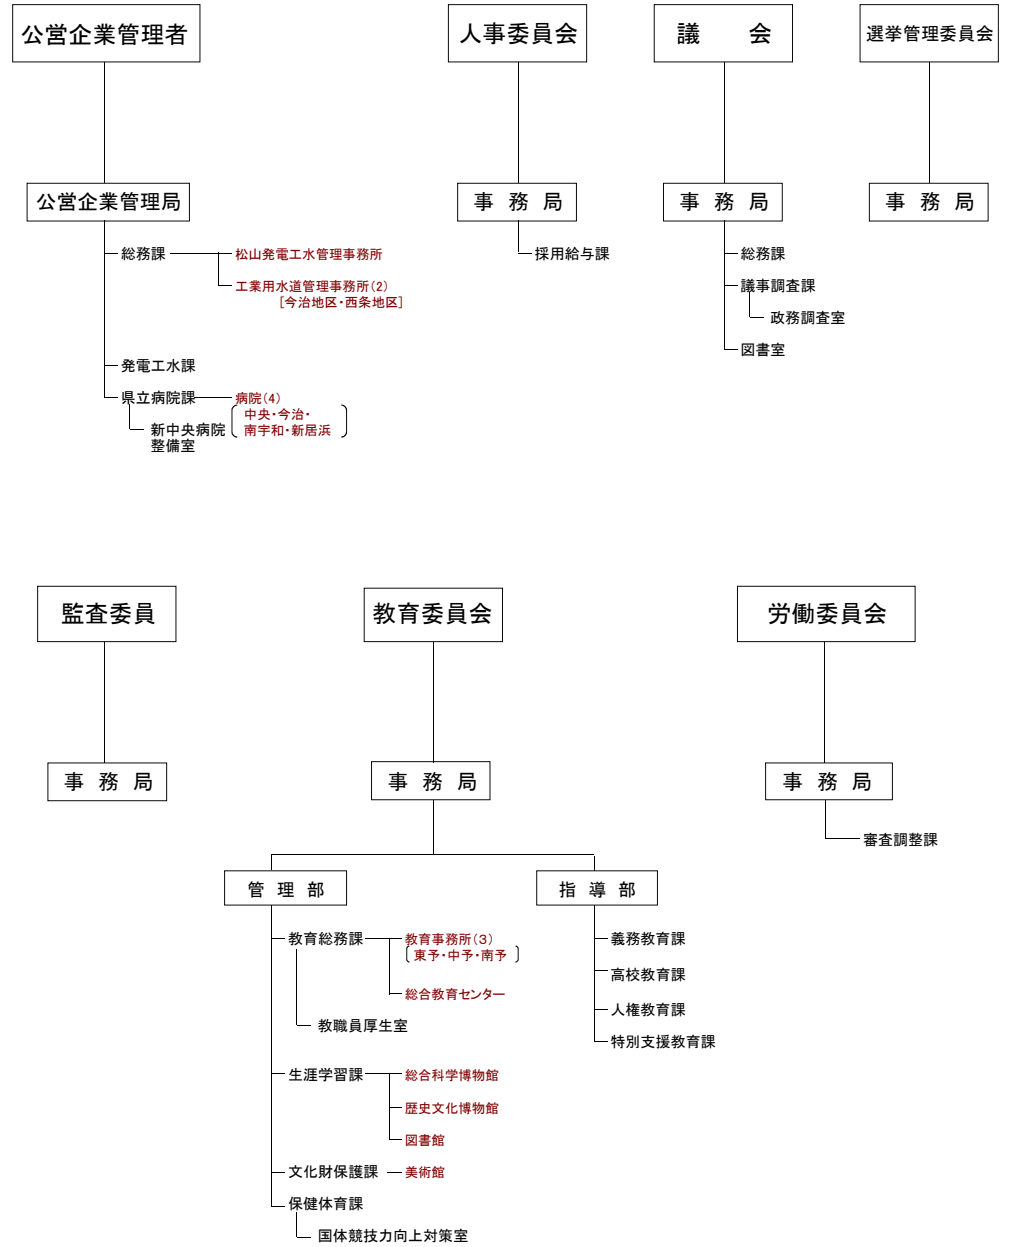 公営企業管理者
人事委員会
議　会
選挙管理委員会
公営企業管理局
事 務 局
事 務 局
事 務 局
総務課
松山発電工水管理事務所
工業用水道管理事務所(2)
[今治地区・西条地区]
発電工水課
県立病院課
病院(4)
中央・今治・
南宇和・新居浜
新中央病院
整備室
採用給与課
総務課
議事調査課
政務調査室
図書室
監査委員
教育委員会
労働委員会
事 務 局
事 務 局
事 務 局
審査調整課
管 理 部
指 導 部
教育総務課
教育事務所(3)
[東予・中予・南予]
総合教育センター
教職員厚生室
生涯学習課
総合科学博物館
歴史文化博物館
図書館
文化財保護課
美術館
保健体育課
国体競技力向上対策室
義務教育課
高校教育課
人権教育課
特別支援教育課